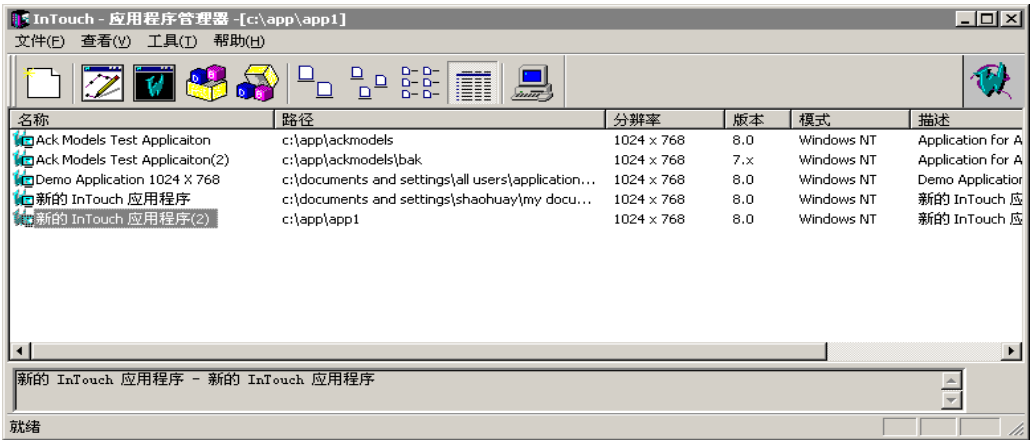 InTouch - 应用程序管理器 -[c:\app\app1]
文件(F) 查看(V) 工具(T) 帮助(H)
名称 路径 分辨率 版本 模式 描述
Ack Models Test Applicaiton c:\app\ackmodels 1024 x 768 8.0 Windows NT Application for A
Ack Models Test Applicaiton(2) c:\app\ackmodels\bak 1024 x 768 7.x Windows NT Application for A
Demo Application 1024 X 768 c:\documents and settings\all users\application... 1024 x 768 8.0 Windows NT Demo Application
新的 InTouch 应用程序 c:\documents and settings\shaohuay\my docu... 1024 x 768 8.0 Windows NT 新的 InTouch 应
新的 InTouch 应用程序(2) c:\app\app1 1024 x 768 8.0 Windows NT 新的 InTouch 应
新的 InTouch 应用程序 - 新的 InTouch 应用程序
就绪